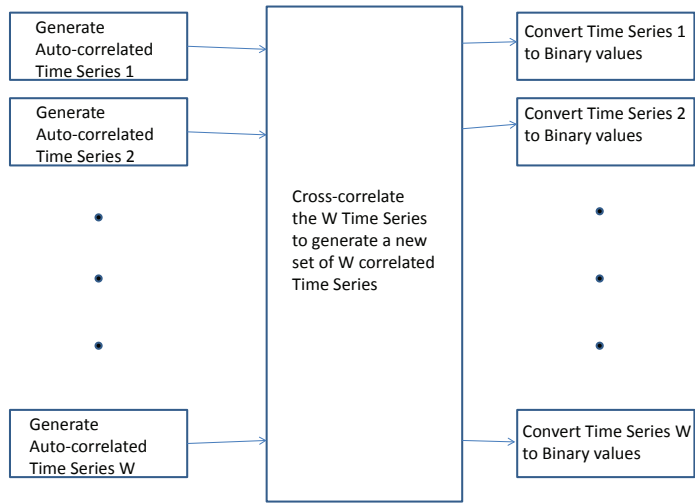 Generate
Auto-correlated
Time Series 1
Generate
Auto-correlated
Time Series 2
Generate
Auto-correlated
Time Series W
Cross-correlate
the W Time Series
to generate a new
set of W correlated
Time Series
Convert Time Series 1
to Binary values
Convert Time Series 2
to Binary values
Convert Time Series W
to Binary values